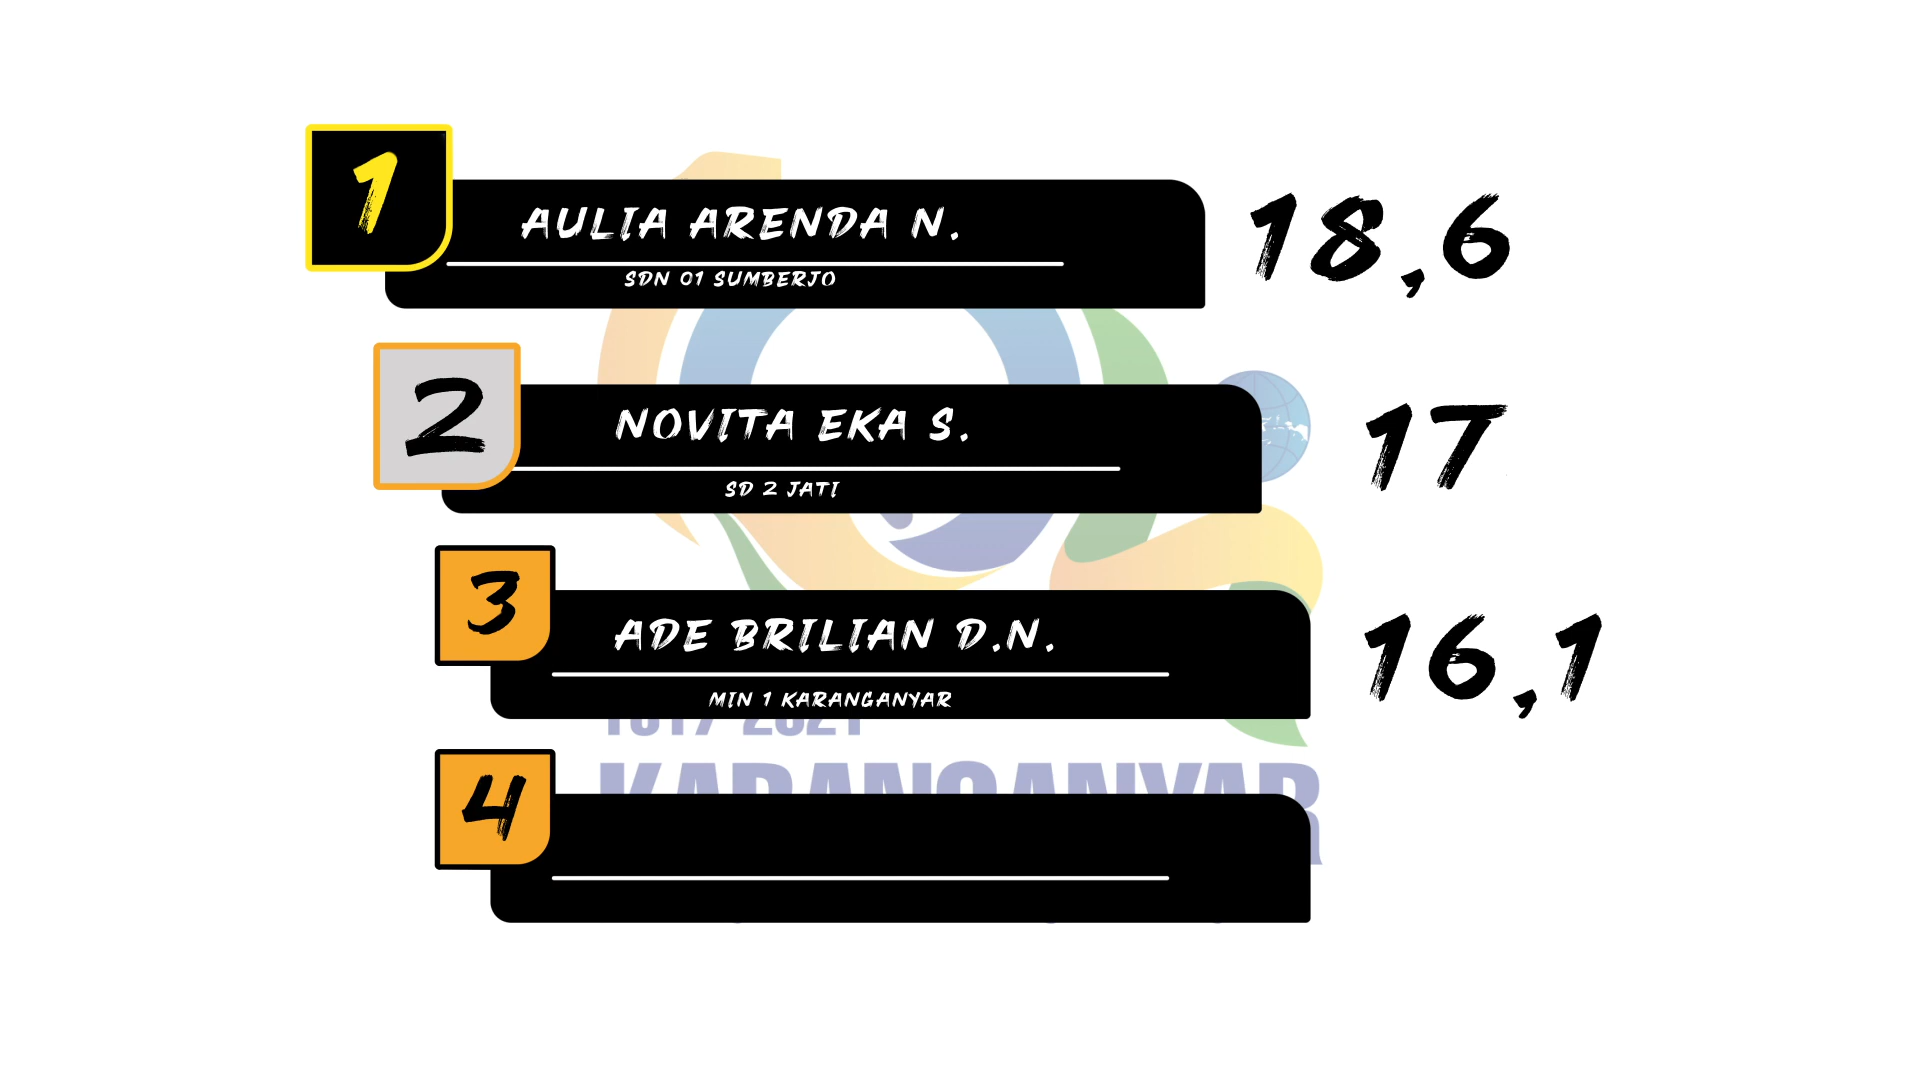 1
AULIA ARENDA N.
18,6
SDN 01 SUMBERJO
2
NOVITA EKA S.
17
SD 2 JATI
3
ADE BRILIAN D.N.
16,1
MIN 1 KARANGANYAR
4
KARANGANYAR